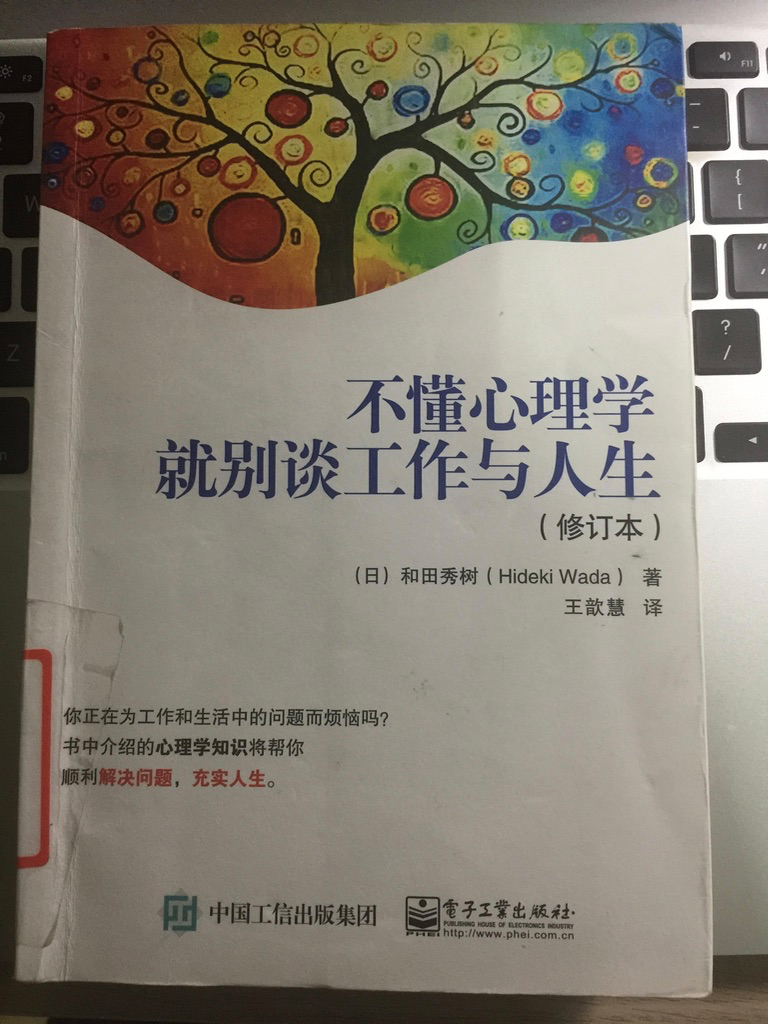 不懂心理学
就别谈工作与人生
（修订本）
（日）和田秀树（Hideki Wada） 著
王歆慧 译
你正在为工作和生活中的问题而烦恼吗？
书中介绍的心理学知识将帮你
顺利解决问题，充实人生。
中国工信出版集团
電子工業出版社·
PUBLISHING HOUSE OF ELECTRONICS INDUSTRY
PHEI http://www.phei.com.cn
F2
F11
W
{
[
"
Z
?
/